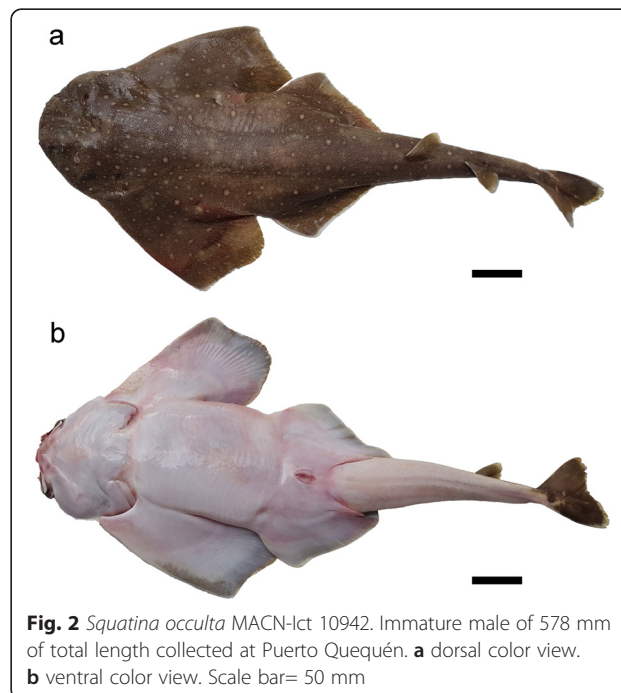 a
b
Fig. 2 Squatina occulta MACN-Ict 10942. Immature male of 578 mm
of total length collected at Puerto Quequén. a dorsal color view.
b ventral color view. Scale bar= 50 mm